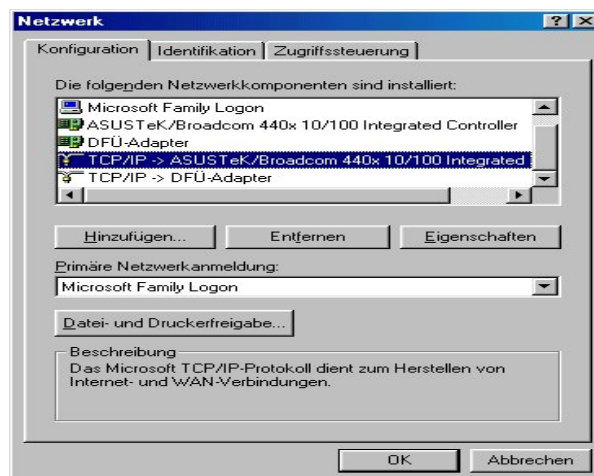 Netzwerk
Konfiguration Identifikation Zugriffssteuerung
Die folgenden Netzwerkkomponenten sind installiert:
Microsoft Family Logon
ASUSTeK/Broadcom 440x 10/100 Integrated Controller
DFÜ-Adapter
TCP/IP -> ASUSTeK/Broadcom 440x 10/100 Integrated
TCP/IP -> DFÜ-Adapter
Hinzufügen... Entfernen Eigenschaften
Primäre Netzwerkanmeldung:
Microsoft Family Logon
Datei- und Druckerfreigabe...
Beschreibung
Das Microsoft TCP/IP-Protokoll dient zum Herstellen von
Internet- und WAN-Verbindungen.
OK Abbrechen